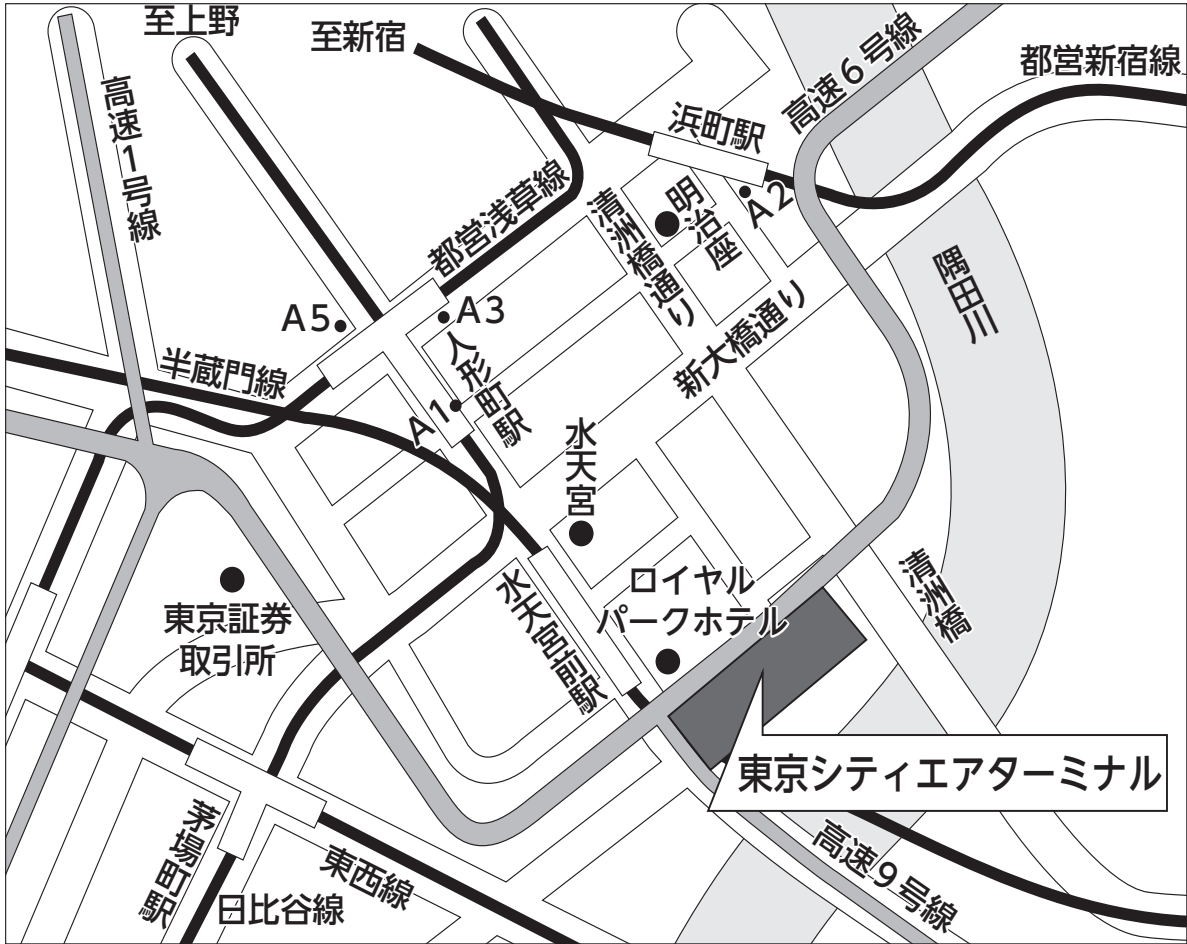 至上野
至新宿
高速6号線
都営新宿線
高速1号線
浜町駅
A2
明治座
清洲橋通り
都営浅草線
隅田川
A5
A3
人形町駅
新大橋通り
半蔵門線
A1
水天宮
清洲橋
ロイヤル
パークホテル
水天宮前駅
東京証券
取引所
東京シティエアターミナル
茅場町駅
東西線
高速9号線
日比谷線